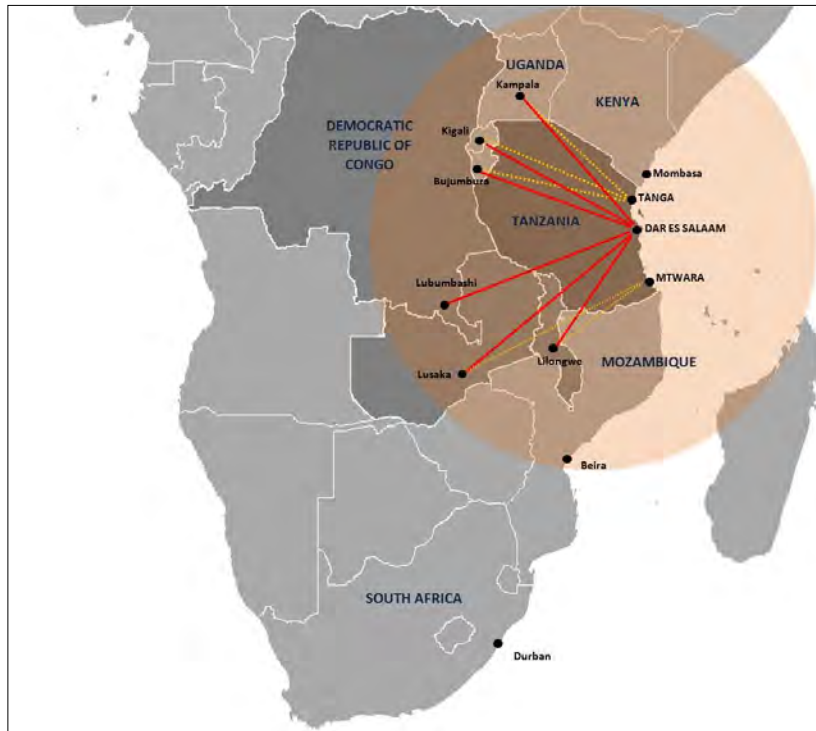 UGANDA
Kampala
KENYA
DEMOCRATIC
REPUBLIC OF
CONGO
Kigali
Bujumbura
Mombasa
TANGA
TANZANIA
DAR ES SALAAM
MTWARA
Lubumbashi
Lilongwe
MOZAMBIQUE
Lusaka
Beira
SOUTH AFRICA
Durban